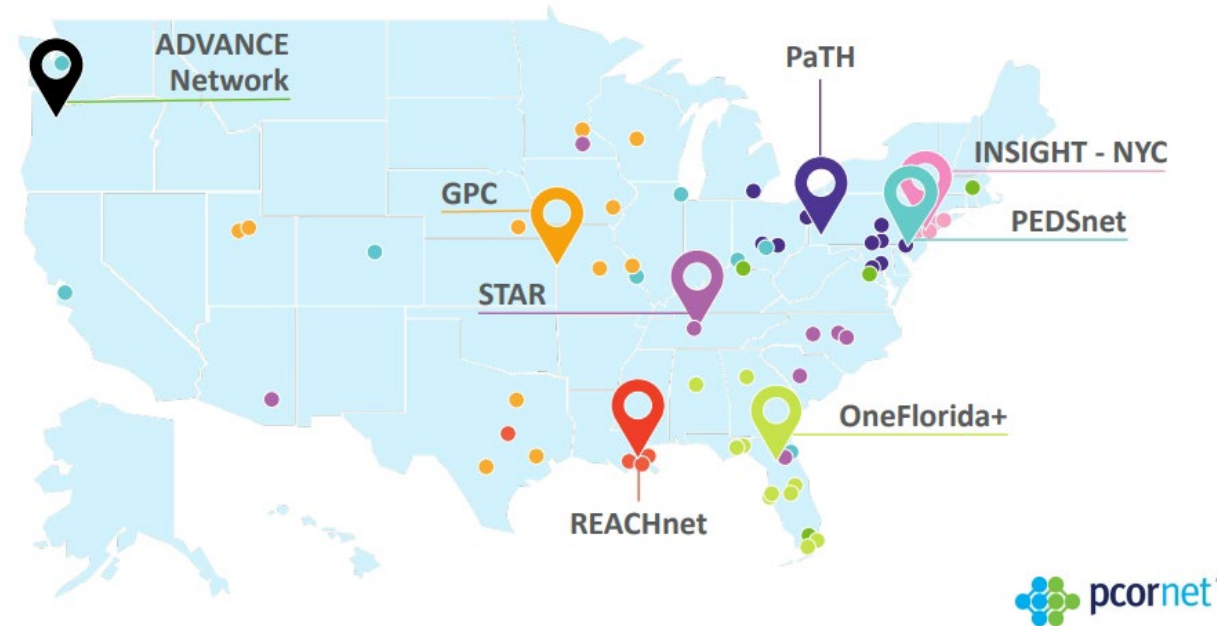 ADVANCE
Network
PaTH
INSIGHT - NYC
GPC
PEDSnet
STAR
OneFlorida+
REACHnet
pcornet